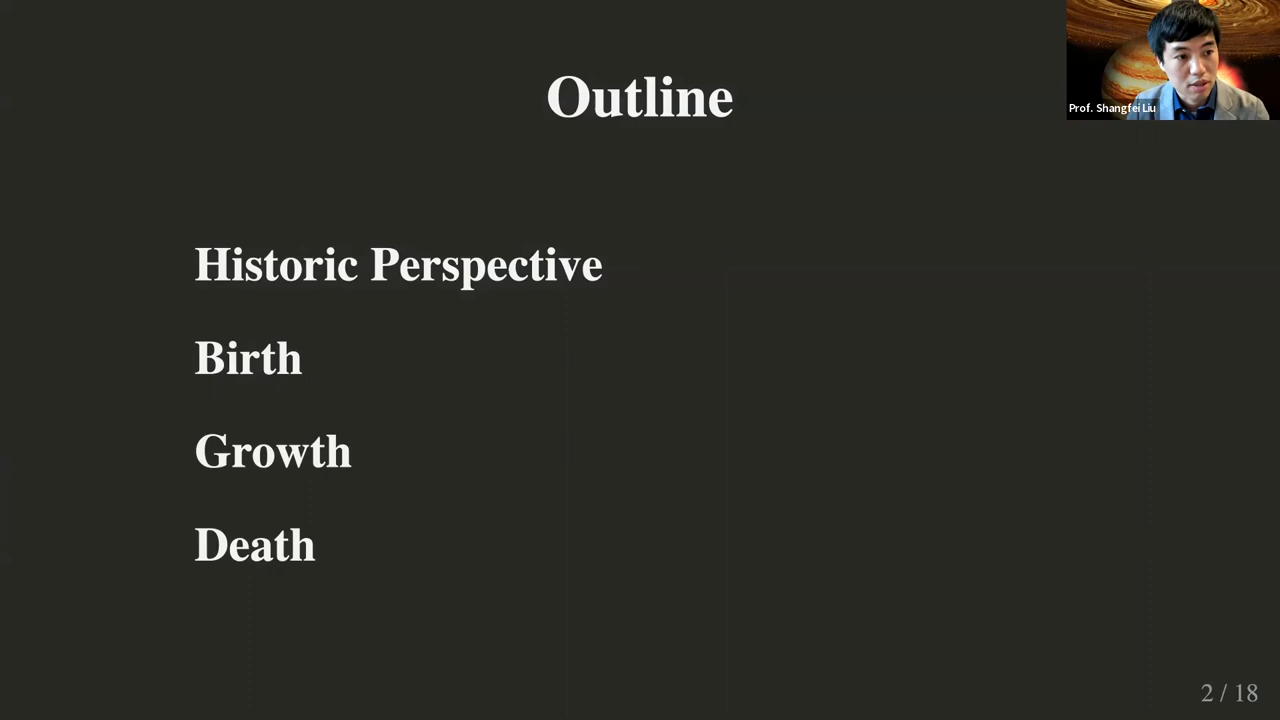 Outline
Prof. Shangfei Liu
Historic Perspective
Birth
Growth
Death
2 / 18